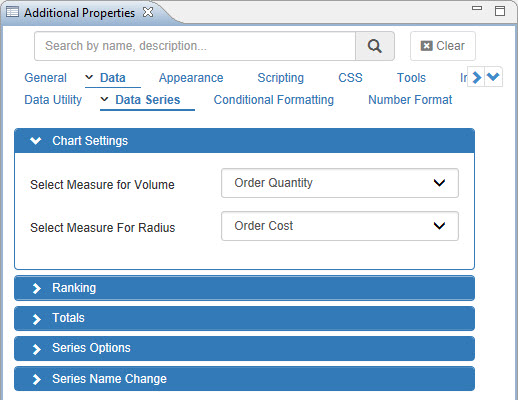 Additional Properties
Search by name, description... Clear
General Data Appearance Scripting CSS Tools
Data Utility Data Series Conditional Formatting Number Format
Chart Settings
Select Measure for Volume Order Quantity
Select Measure For Radius Order Cost
Ranking
Totals
Series Options
Series Name Change